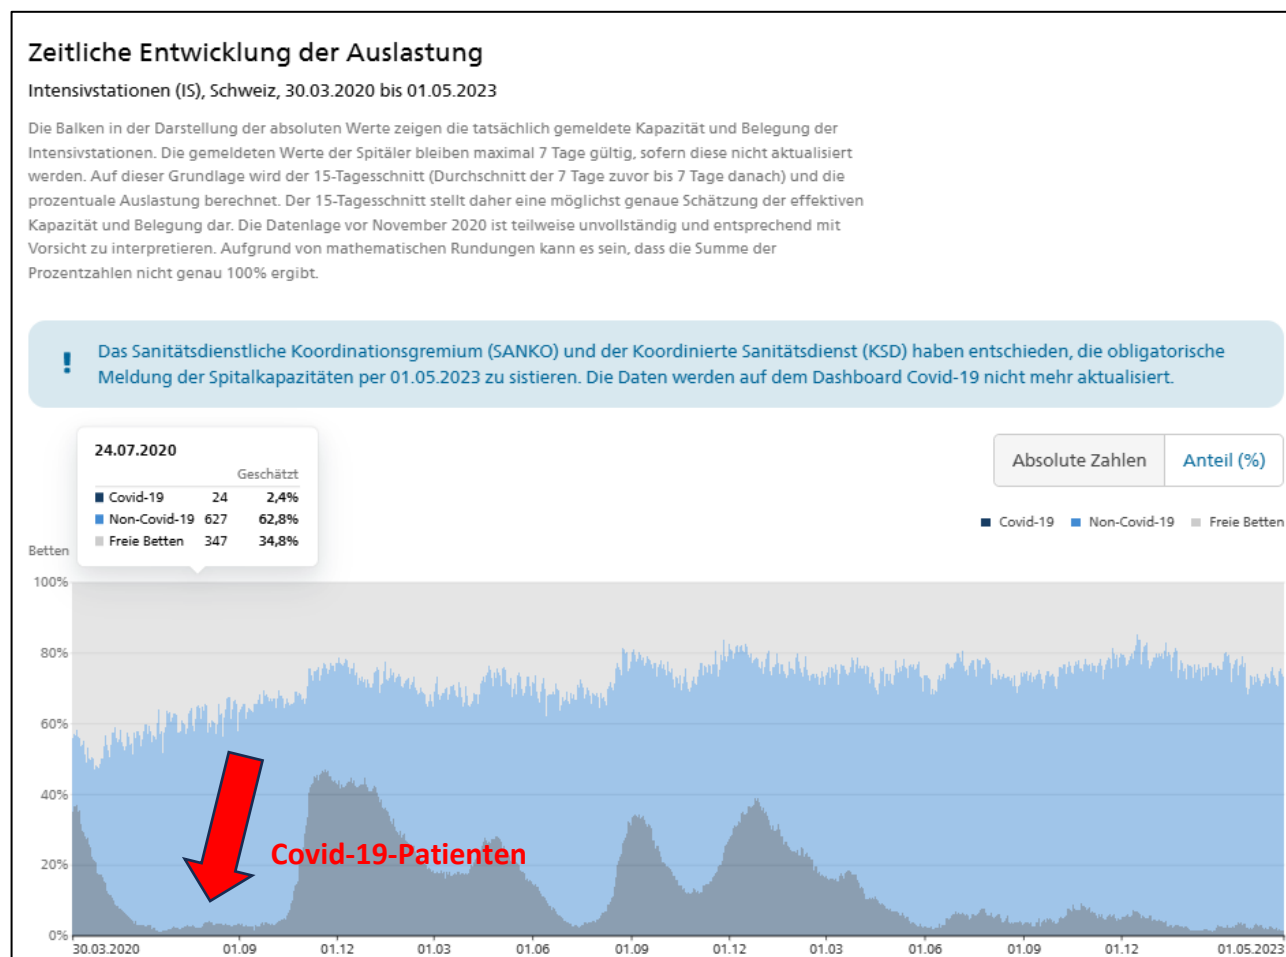 Zeitliche Entwicklung der Auslastung
Intensivstationen (IS), Schweiz, 30.03.2020 bis 01.05.2023
Die Balken in der Darstellung der absoluten Werte zeigen die tatsächlich gemeldete Kapazität und Belegung der
Intensivstationen. Die gemeldeten Werte der Spitäler bleiben maximal 7 Tage gültig, sofern diese nicht aktualisiert
werden. Auf dieser Grundlage wird der 15-Tagesschnitt (Durchschnitt der 7 Tage zuvor bis 7 Tage danach) und die
prozentuale Auslastung berechnet. Der 15-Tagesschnitt stellt daher eine möglichst genaue Schätzung der effektiven
Kapazität und Belegung dar. Die Datenlage vor November 2020 ist teilweise unvollständig und entsprechend mit
Vorsicht zu interpretieren. Aufgrund von mathematischen Rundungen kann es sein, dass die Summe der
Prozentzahlen nicht genau 100% ergibt.
! Das Sanitätsdienstliche Koordinationsgremium (SANKO) und der Koordinierte Sanitätsdienst (KSD) haben entschieden, die obligatorische
Meldung der Spitalkapazitäten per 01.05.2023 zu sistieren. Die Daten werden auf dem Dashboard Covid-19 nicht mehr aktualisiert.
24.07.2020
Geschätzt
Covid-19 24 2,4%
Non-Covid-19 627 62,8%
Freie Betten 347 34,8%
Absolute Zahlen Anteil (%)
Covid-19 Non-Covid-19 Freie Betten
Betten
100%
80%
60%
40%
20%
0%
Covid-19-Patienten
30.03.2020 01.09 01.12 01.03 01.06 01.09 01.12 01.03 01.06 01.09 01.12 01.05.2023